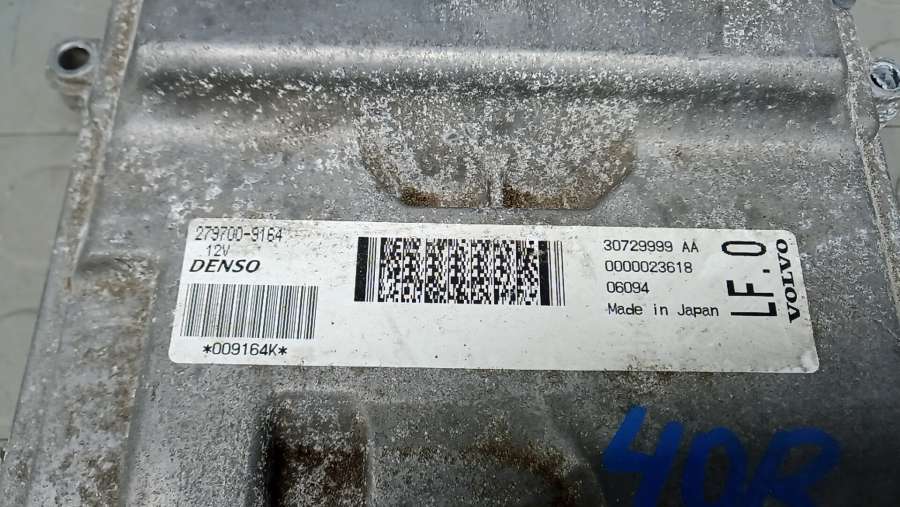 279700-9164
12V
DENSO
*009164K*
30729999 AA
0000023618
06094
Made in Japan
LF.0
VOLVO
40R